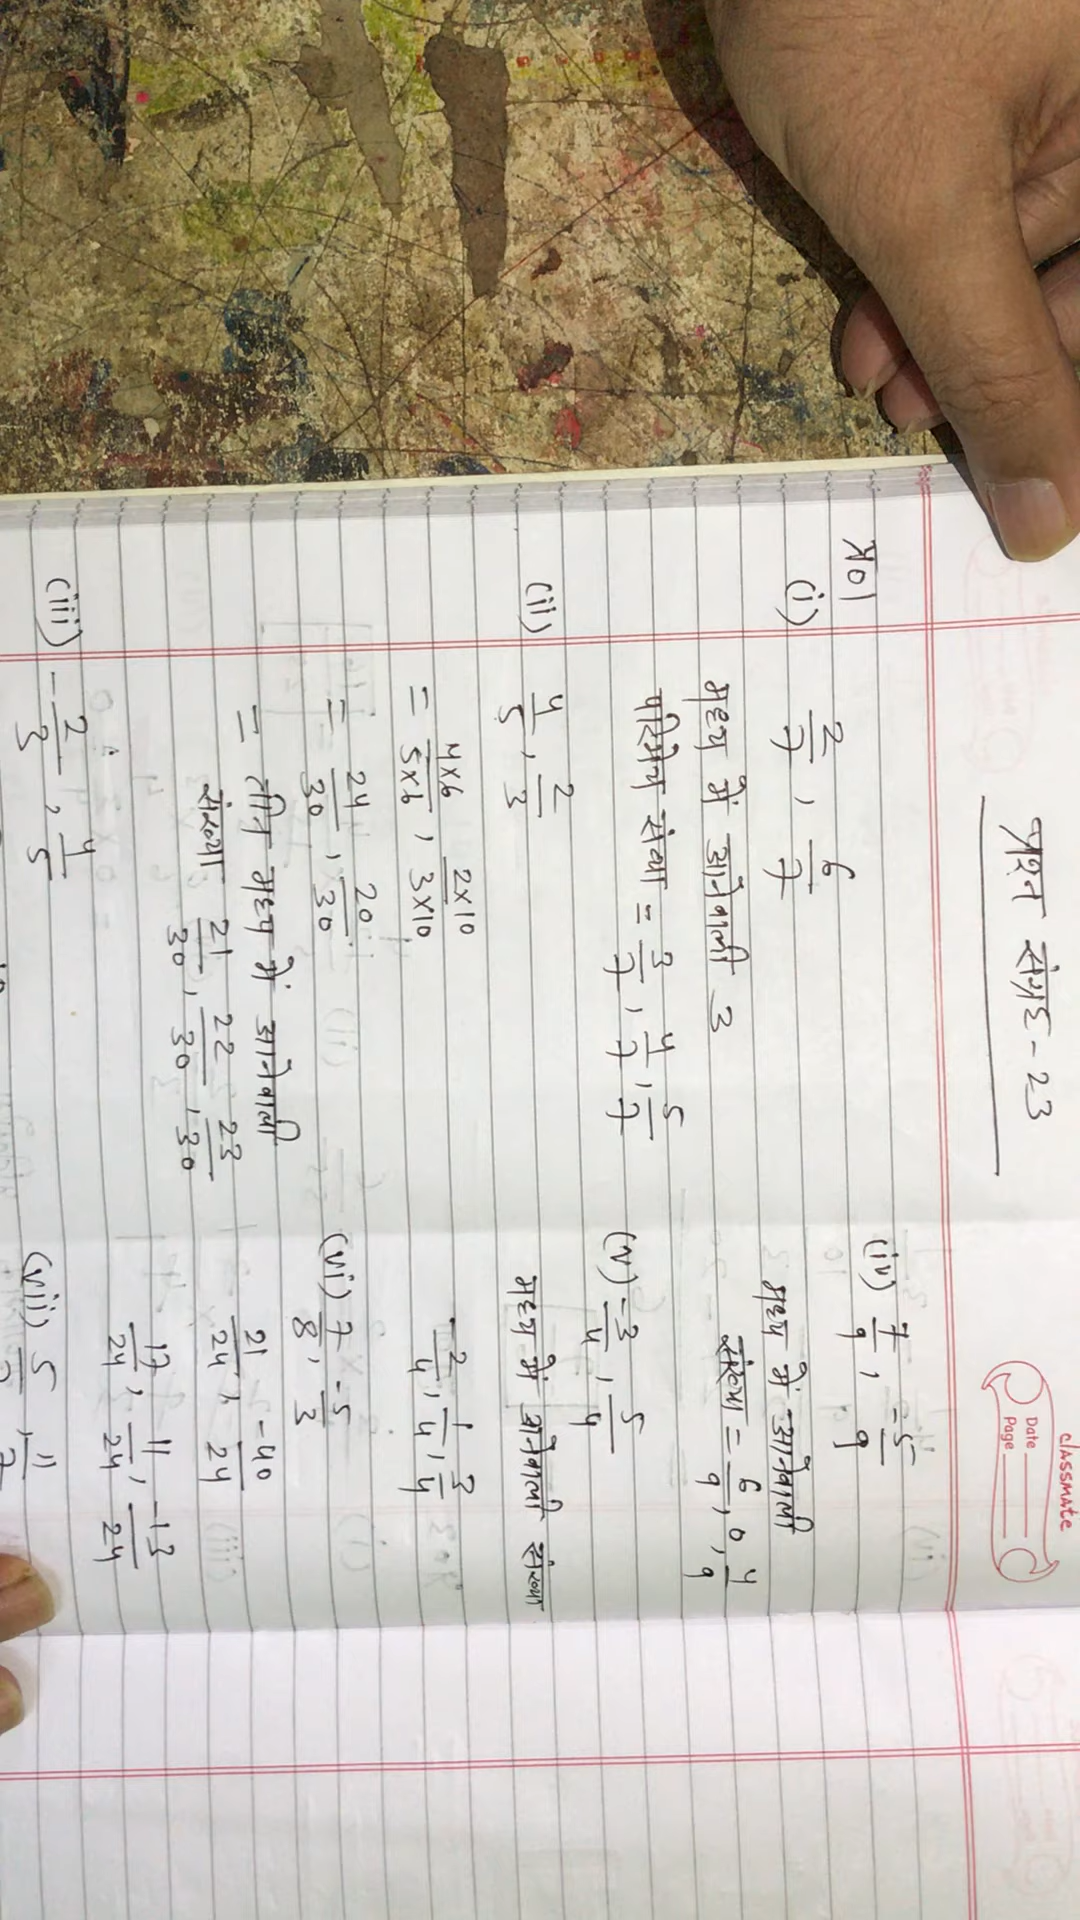 classmate
Date
Page
प्रश्न संग्रह - 23
प्र01
(i) 2/7 , 6/7
मध्य में आनेवाली 3
परिमेय संख्या = 3/7 , 4/7 , 5/7
(ii) 4/5 , 2/3
= 4×6/5×6 , 2×10/3×10
= 24/30 , 20/30
= तीन मध्य में आनेवाली
संख्या 21/30 , 22/30 , 23/30
(iii) -2/3 , 4/5
(iv) 7/9 , -5/9
मध्य में आनेवाली
संख्या = 6/9 , 0 , 4/9
(v) -3/4 , 5/4
मध्य में आनेवाली संख्या
-2/4 , 1/4 , 3/4
(vi) 7/8 , -5/3
21/24 , -40/24
17/24 , 11/24 , -13/24
(vii) 5 , 11